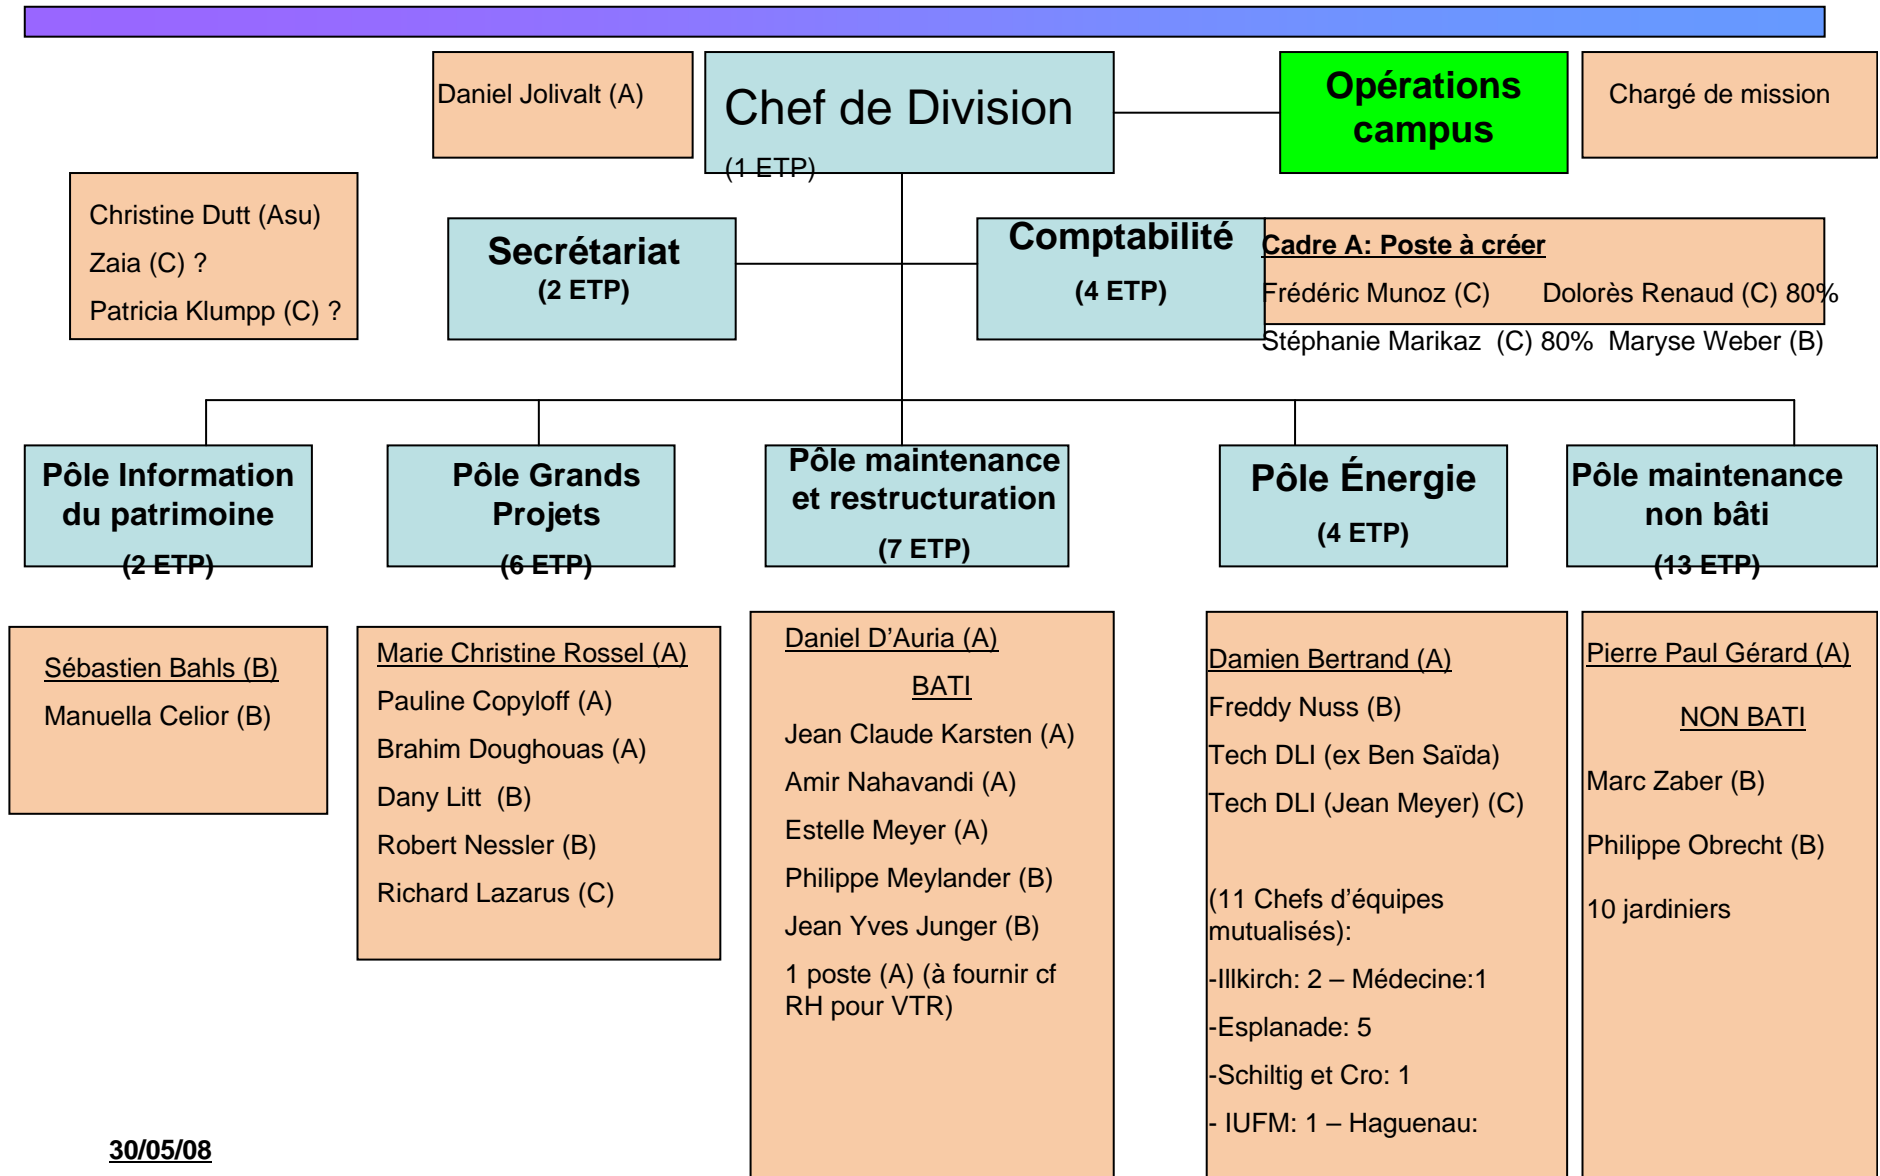 Daniel Jolivalt (A)
Chef de Division
(1 ETP)
Opérations
campus
Chargé de mission
Christine Dutt (Asu)
Zaia (C) ?
Patricia Klumpp (C) ?
Secrétariat
(2 ETP)
Comptabilité
(4 ETP)
Cadre A: Poste à créer
Frédéric Munoz (C) Dolorès Renaud (C) 80%
Stéphanie Marikaz (C) 80% Maryse Weber (B)
Pôle Information
du patrimoine
(2 ETP)
Pôle Grands
Projets
(6 ETP)
Pôle maintenance
et restructuration
(7 ETP)
Pôle Énergie
(4 ETP)
Pôle maintenance
non bâti
(13 ETP)
Sébastien Bahls (B)
Manuella Celior (B)
Marie Christine Rossel (A)
Pauline Copyloff (A)
Brahim Doughouas (A)
Dany Litt (B)
Robert Nessler (B)
Richard Lazarus (C)
Daniel D’Auria (A)
BATI
Jean Claude Karsten (A)
Amir Nahavandi (A)
Estelle Meyer (A)
Philippe Meylander (B)
Jean Yves Junger (B)
1 poste (A) (à fournir cf
RH pour VTR)
Damien Bertrand (A)
Freddy Nuss (B)
Tech DLI (ex Ben Saïda)
Tech DLI (Jean Meyer) (C)
(11 Chefs d’équipes
mutualisés):
-Illkirch: 2 – Médecine:1
-Esplanade: 5
-Schiltig et Cro: 1
- IUFM: 1 – Haguenau:
Pierre Paul Gérard (A)
NON BATI
Marc Zaber (B)
Philippe Obrecht (B)
10 jardiniers
30/05/08